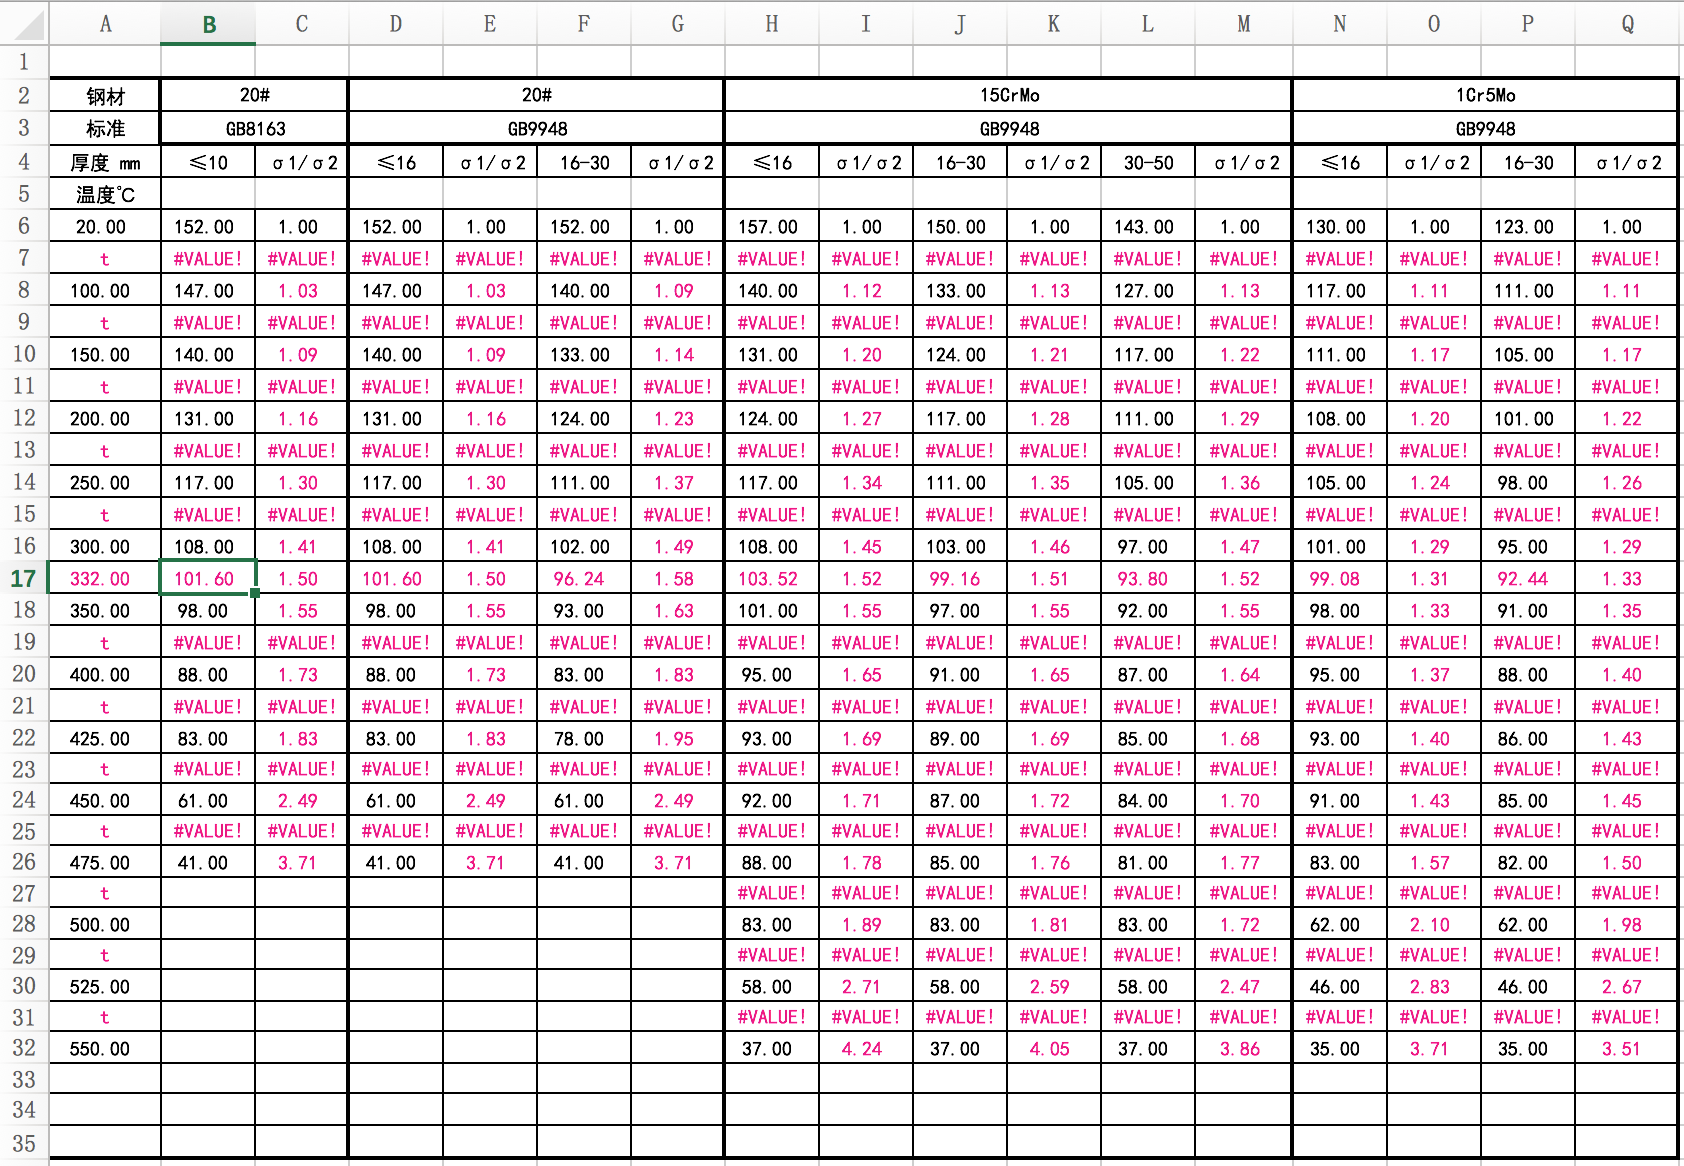 A B C D E F G H I J K L M N O P Q
1
2 钢材 20# 20# 15CrMo 1Cr5Mo
3 标准 GB8163 GB9948 GB9948 GB9948
4 厚度 mm ≤10 σ1/σ2 ≤16 σ1/σ2 16-30 σ1/σ2 ≤16 σ1/σ2 16-30 σ1/σ2 30-50 σ1/σ2 ≤16 σ1/σ2 16-30 σ1/σ2
5 温度℃
6 20.00 152.00 1.00 152.00 1.00 152.00 1.00 157.00 1.00 150.00 1.00 143.00 1.00 130.00 1.00 123.00 1.00
7 t #VALUE! #VALUE! #VALUE! #VALUE! #VALUE! #VALUE! #VALUE! #VALUE! #VALUE! #VALUE! #VALUE! #VALUE! #VALUE! #VALUE! #VALUE! #VALUE!
8 100.00 147.00 1.03 147.00 1.03 140.00 1.09 140.00 1.12 133.00 1.13 127.00 1.13 117.00 1.11 111.00 1.11
9 t #VALUE! #VALUE! #VALUE! #VALUE! #VALUE! #VALUE! #VALUE! #VALUE! #VALUE! #VALUE! #VALUE! #VALUE! #VALUE! #VALUE! #VALUE! #VALUE!
10 150.00 140.00 1.09 140.00 1.09 133.00 1.14 131.00 1.20 124.00 1.21 117.00 1.22 111.00 1.17 105.00 1.17
11 t #VALUE! #VALUE! #VALUE! #VALUE! #VALUE! #VALUE! #VALUE! #VALUE! #VALUE! #VALUE! #VALUE! #VALUE! #VALUE! #VALUE! #VALUE! #VALUE!
12 200.00 131.00 1.16 131.00 1.16 124.00 1.23 124.00 1.27 117.00 1.28 111.00 1.29 108.00 1.20 101.00 1.22
13 t #VALUE! #VALUE! #VALUE! #VALUE! #VALUE! #VALUE! #VALUE! #VALUE! #VALUE! #VALUE! #VALUE! #VALUE! #VALUE! #VALUE! #VALUE! #VALUE!
14 250.00 117.00 1.30 117.00 1.30 111.00 1.37 117.00 1.34 111.00 1.35 105.00 1.36 105.00 1.24 98.00 1.26
15 t #VALUE! #VALUE! #VALUE! #VALUE! #VALUE! #VALUE! #VALUE! #VALUE! #VALUE! #VALUE! #VALUE! #VALUE! #VALUE! #VALUE! #VALUE! #VALUE!
16 300.00 108.00 1.41 108.00 1.41 102.00 1.49 108.00 1.45 103.00 1.46 97.00 1.47 101.00 1.29 95.00 1.29
17 332.00 101.60 1.50 101.60 1.50 96.24 1.58 103.52 1.52 99.16 1.51 93.80 1.52 99.08 1.31 92.44 1.33
18 350.00 98.00 1.55 98.00 1.55 93.00 1.63 101.00 1.55 97.00 1.55 92.00 1.55 98.00 1.33 91.00 1.35
19 t #VALUE! #VALUE! #VALUE! #VALUE! #VALUE! #VALUE! #VALUE! #VALUE! #VALUE! #VALUE! #VALUE! #VALUE! #VALUE! #VALUE! #VALUE! #VALUE!
20 400.00 88.00 1.73 88.00 1.73 83.00 1.83 95.00 1.65 91.00 1.65 87.00 1.64 95.00 1.37 88.00 1.40
21 t #VALUE! #VALUE! #VALUE! #VALUE! #VALUE! #VALUE! #VALUE! #VALUE! #VALUE! #VALUE! #VALUE! #VALUE! #VALUE! #VALUE! #VALUE! #VALUE!
22 425.00 83.00 1.83 83.00 1.83 78.00 1.95 93.00 1.69 89.00 1.69 85.00 1.68 93.00 1.40 86.00 1.43
23 t #VALUE! #VALUE! #VALUE! #VALUE! #VALUE! #VALUE! #VALUE! #VALUE! #VALUE! #VALUE! #VALUE! #VALUE! #VALUE! #VALUE! #VALUE! #VALUE!
24 450.00 61.00 2.49 61.00 2.49 61.00 2.49 92.00 1.71 87.00 1.72 84.00 1.70 91.00 1.43 85.00 1.45
25 t #VALUE! #VALUE! #VALUE! #VALUE! #VALUE! #VALUE! #VALUE! #VALUE! #VALUE! #VALUE! #VALUE! #VALUE! #VALUE! #VALUE! #VALUE! #VALUE!
26 475.00 41.00 3.71 41.00 3.71 41.00 3.71 88.00 1.78 85.00 1.76 81.00 1.77 83.00 1.57 82.00 1.50
27 t #VALUE! #VALUE! #VALUE! #VALUE! #VALUE! #VALUE! #VALUE! #VALUE! #VALUE! #VALUE!
28 500.00 83.00 1.89 83.00 1.81 83.00 1.72 62.00 2.10 62.00 1.98
29 t #VALUE! #VALUE! #VALUE! #VALUE! #VALUE! #VALUE! #VALUE! #VALUE! #VALUE! #VALUE!
30 525.00 58.00 2.71 58.00 2.59 58.00 2.47 46.00 2.83 46.00 2.67
31 t #VALUE! #VALUE! #VALUE! #VALUE! #VALUE! #VALUE! #VALUE! #VALUE! #VALUE! #VALUE!
32 550.00 37.00 4.24 37.00 4.05 37.00 3.86 35.00 3.71 35.00 3.51
33
34
35